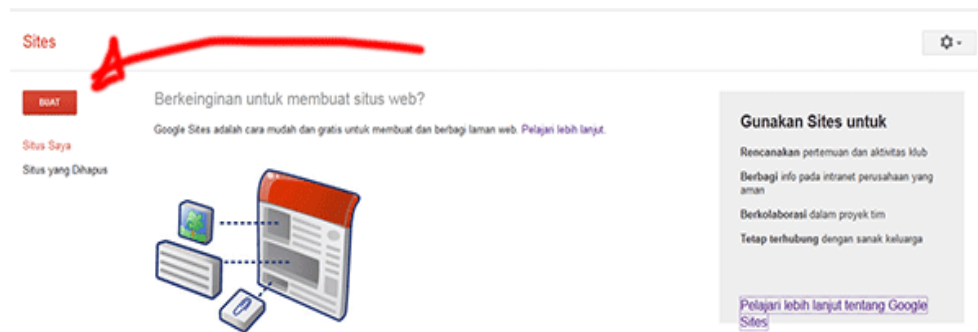 Sites
BUAT
Situs Saya
Situs yang Dihapus
Berkeinginan untuk membuat situs web?
Google Sites adalah cara mudah dan gratis untuk membuat dan berbagi laman web. Pelajari lebih lanjut.
Gunakan Sites untuk
Rencanakan pertemuan dan aktivitas klub
Berbagi info pada intranet perusahaan yang
aman
Berkolaborasi dalam proyek tim
Tetap terhubung dengan sanak keluarga
Pelajari lebih lanjut tentang Google
Sites